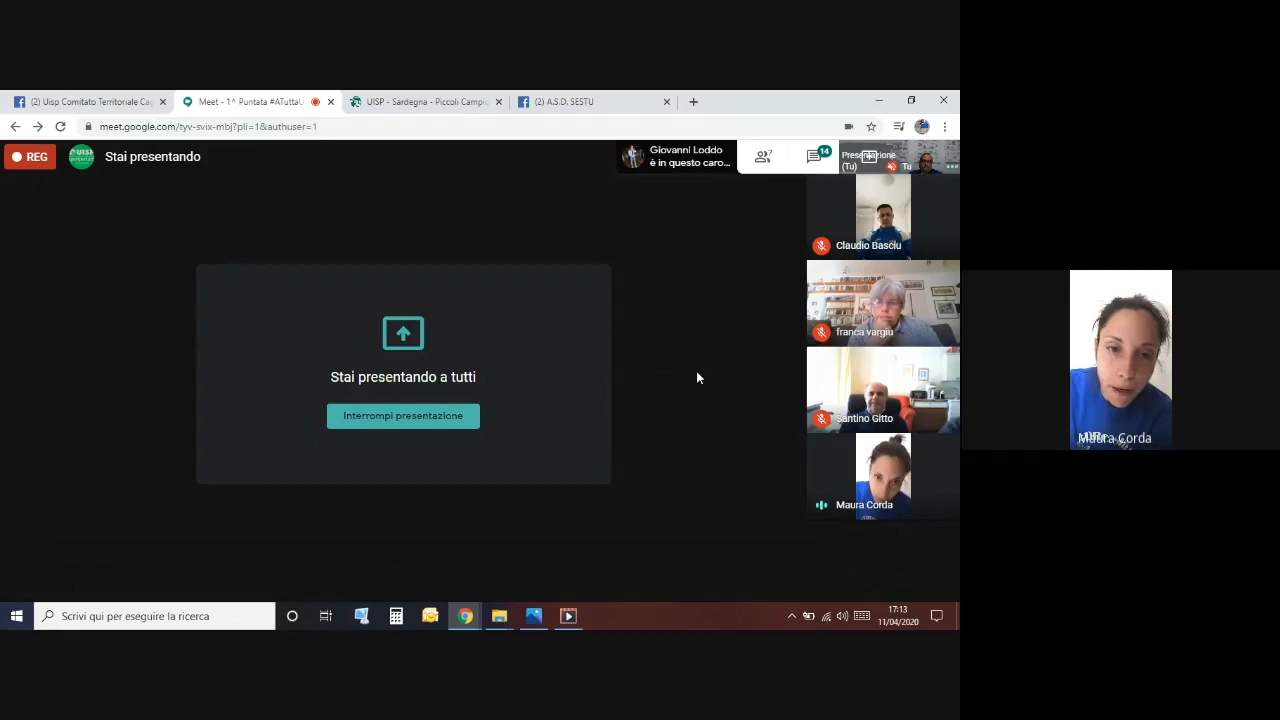 (2) Uisp Comitato Territoriale Ca
Meet - 1^ Puntata #ATuttaU
UISP - Sardegna - Piccoli Campio
(2) A.S.D. SESTU
meet.google.com/tyv-svix-mbj?pli=1&authuser=1
REG
Stai presentando
Giovanni Loddo
è in questo caro...
7
14
Presentazione
(Tu)
Tu
Claudio Basciu
franca vargiu
Stai presentando a tutti
Interrompi presentazione
Santino Gitto
Maura Corda
Maura Corda
Scrivi qui per eseguire la ricerca
17:13
11/04/2020